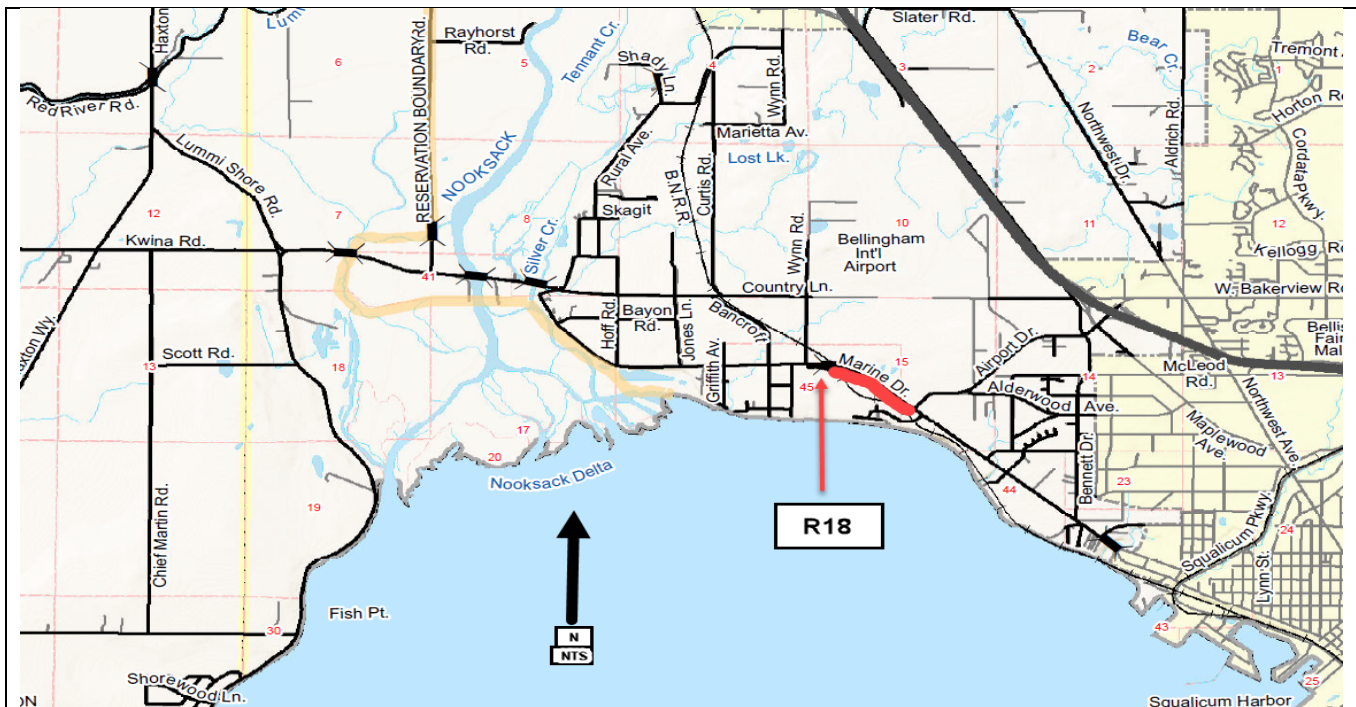 Haxton
Lum
RESERVATION BOUNDARY Rd.
Rayhorst
Rd.
5
Tennant Cr.
Shady Ln.
4
Wynn Rd.
Slater Rd.
3
2
Bear Cr.
1
Tremont
Horton Rd
6
Red River Rd.
Lummi Shore Rd.
NOOKSACK
Rural Ave.
B.N.R.R.
Curtis Rd.
Marietta Av.
Lost Lk.
Northwest Dr.
Aldrich Rd.
Cordata Pkwy.
12
7
8
Skagit
10
11
12
Kwina Rd.
Silver Cr.
Wynn Rd.
Bellingham
Int'l
Airport
Kellogg Rd
41
Country Ln.
W. Bakerview Rd
Hoff Rd.
Bayon
Rd.
Jones Ln.
Bancroft
Airport Dr.
Bellis
Fair
Mal
xton Wy.
Scott Rd.
13
18
Griffith Av.
45
Marine Dr.
15
14
McLeod
Rd.
13
Alderwood Ave.
Northwest Ave.
Maplewood
Ave.
17
20
Nooksack Delta
Bennett Dr.
23
44
19
R18
Squalicum Pkwy.
24
Chief Martin Rd.
Lynn St.
Fish Pt.
30
N
NTS
43
Shorewood Ln.
25
ON
Squalicum Harbor